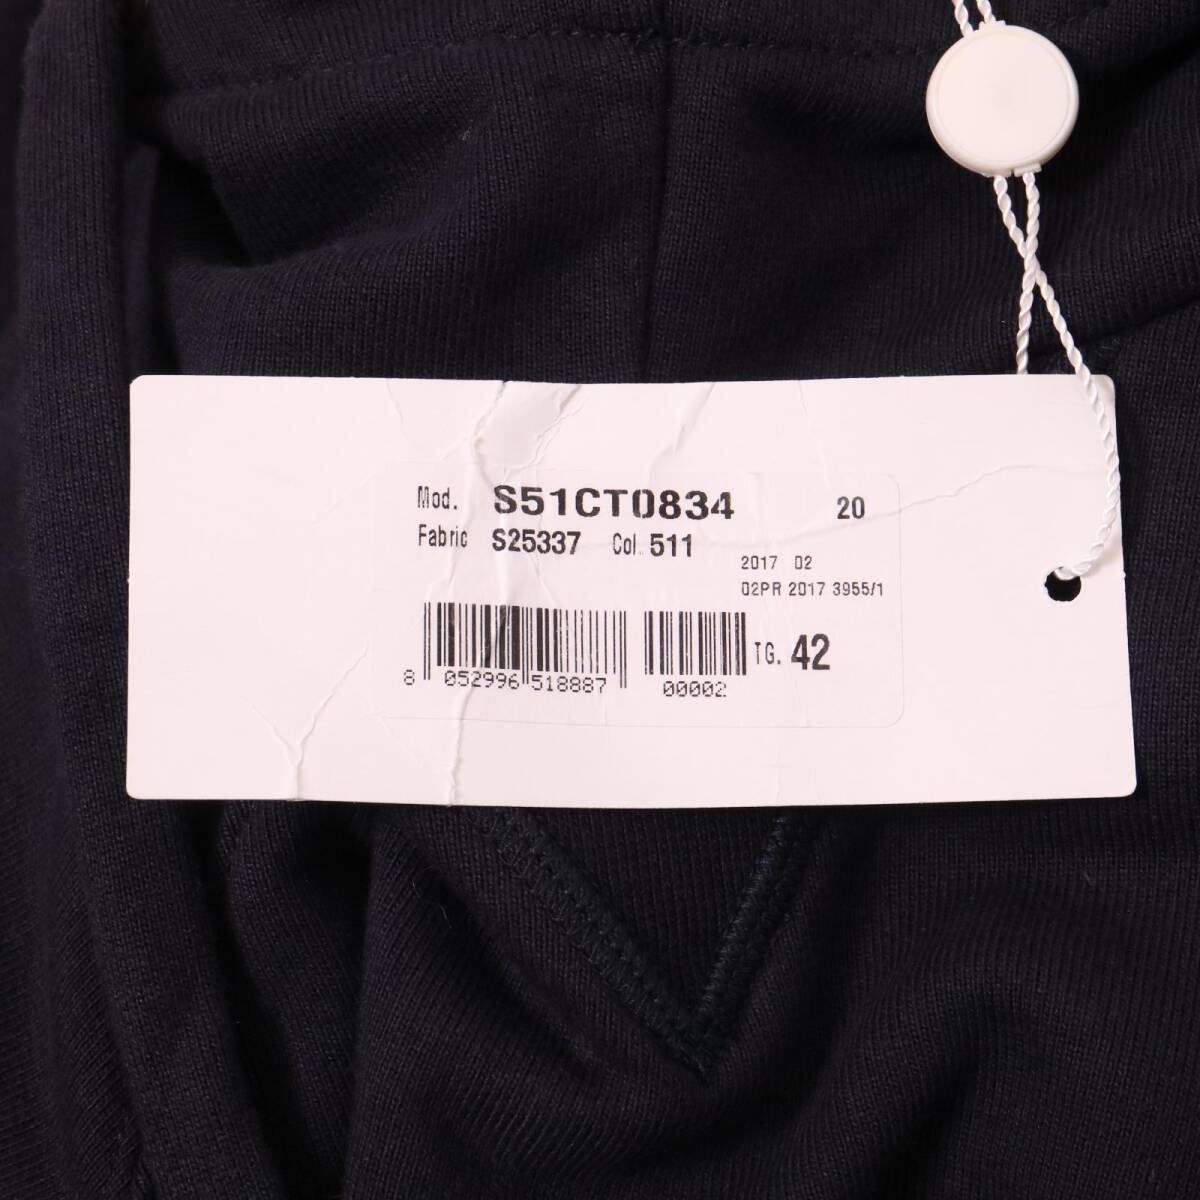 Mod. S51CT0834 20
Fabric S25337 Col. 511
2017 02
02PR 2017 3955/1
TG. 42
8 052996 518887 00002